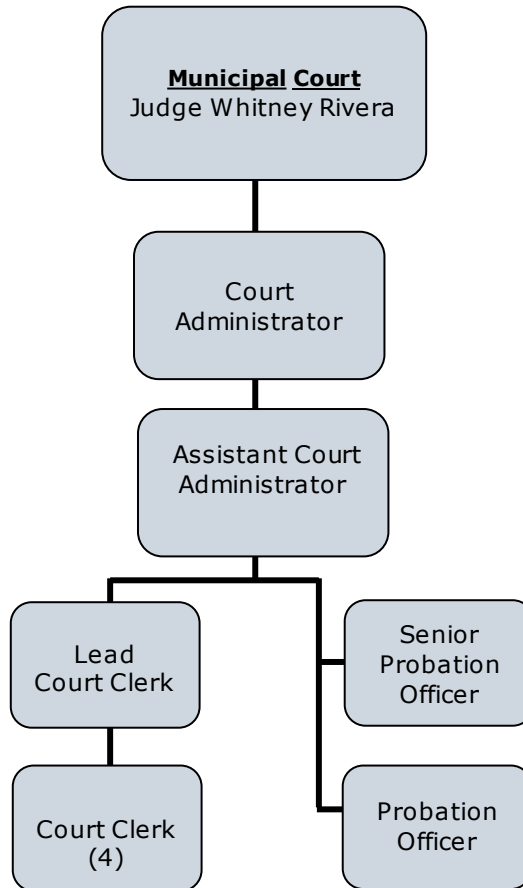 Municipal Court
Judge Whitney Rivera
Court
Administrator
Assistant Court
Administrator
Lead
Court Clerk
Court Clerk
(4)
Senior
Probation
Officer
Probation
Officer